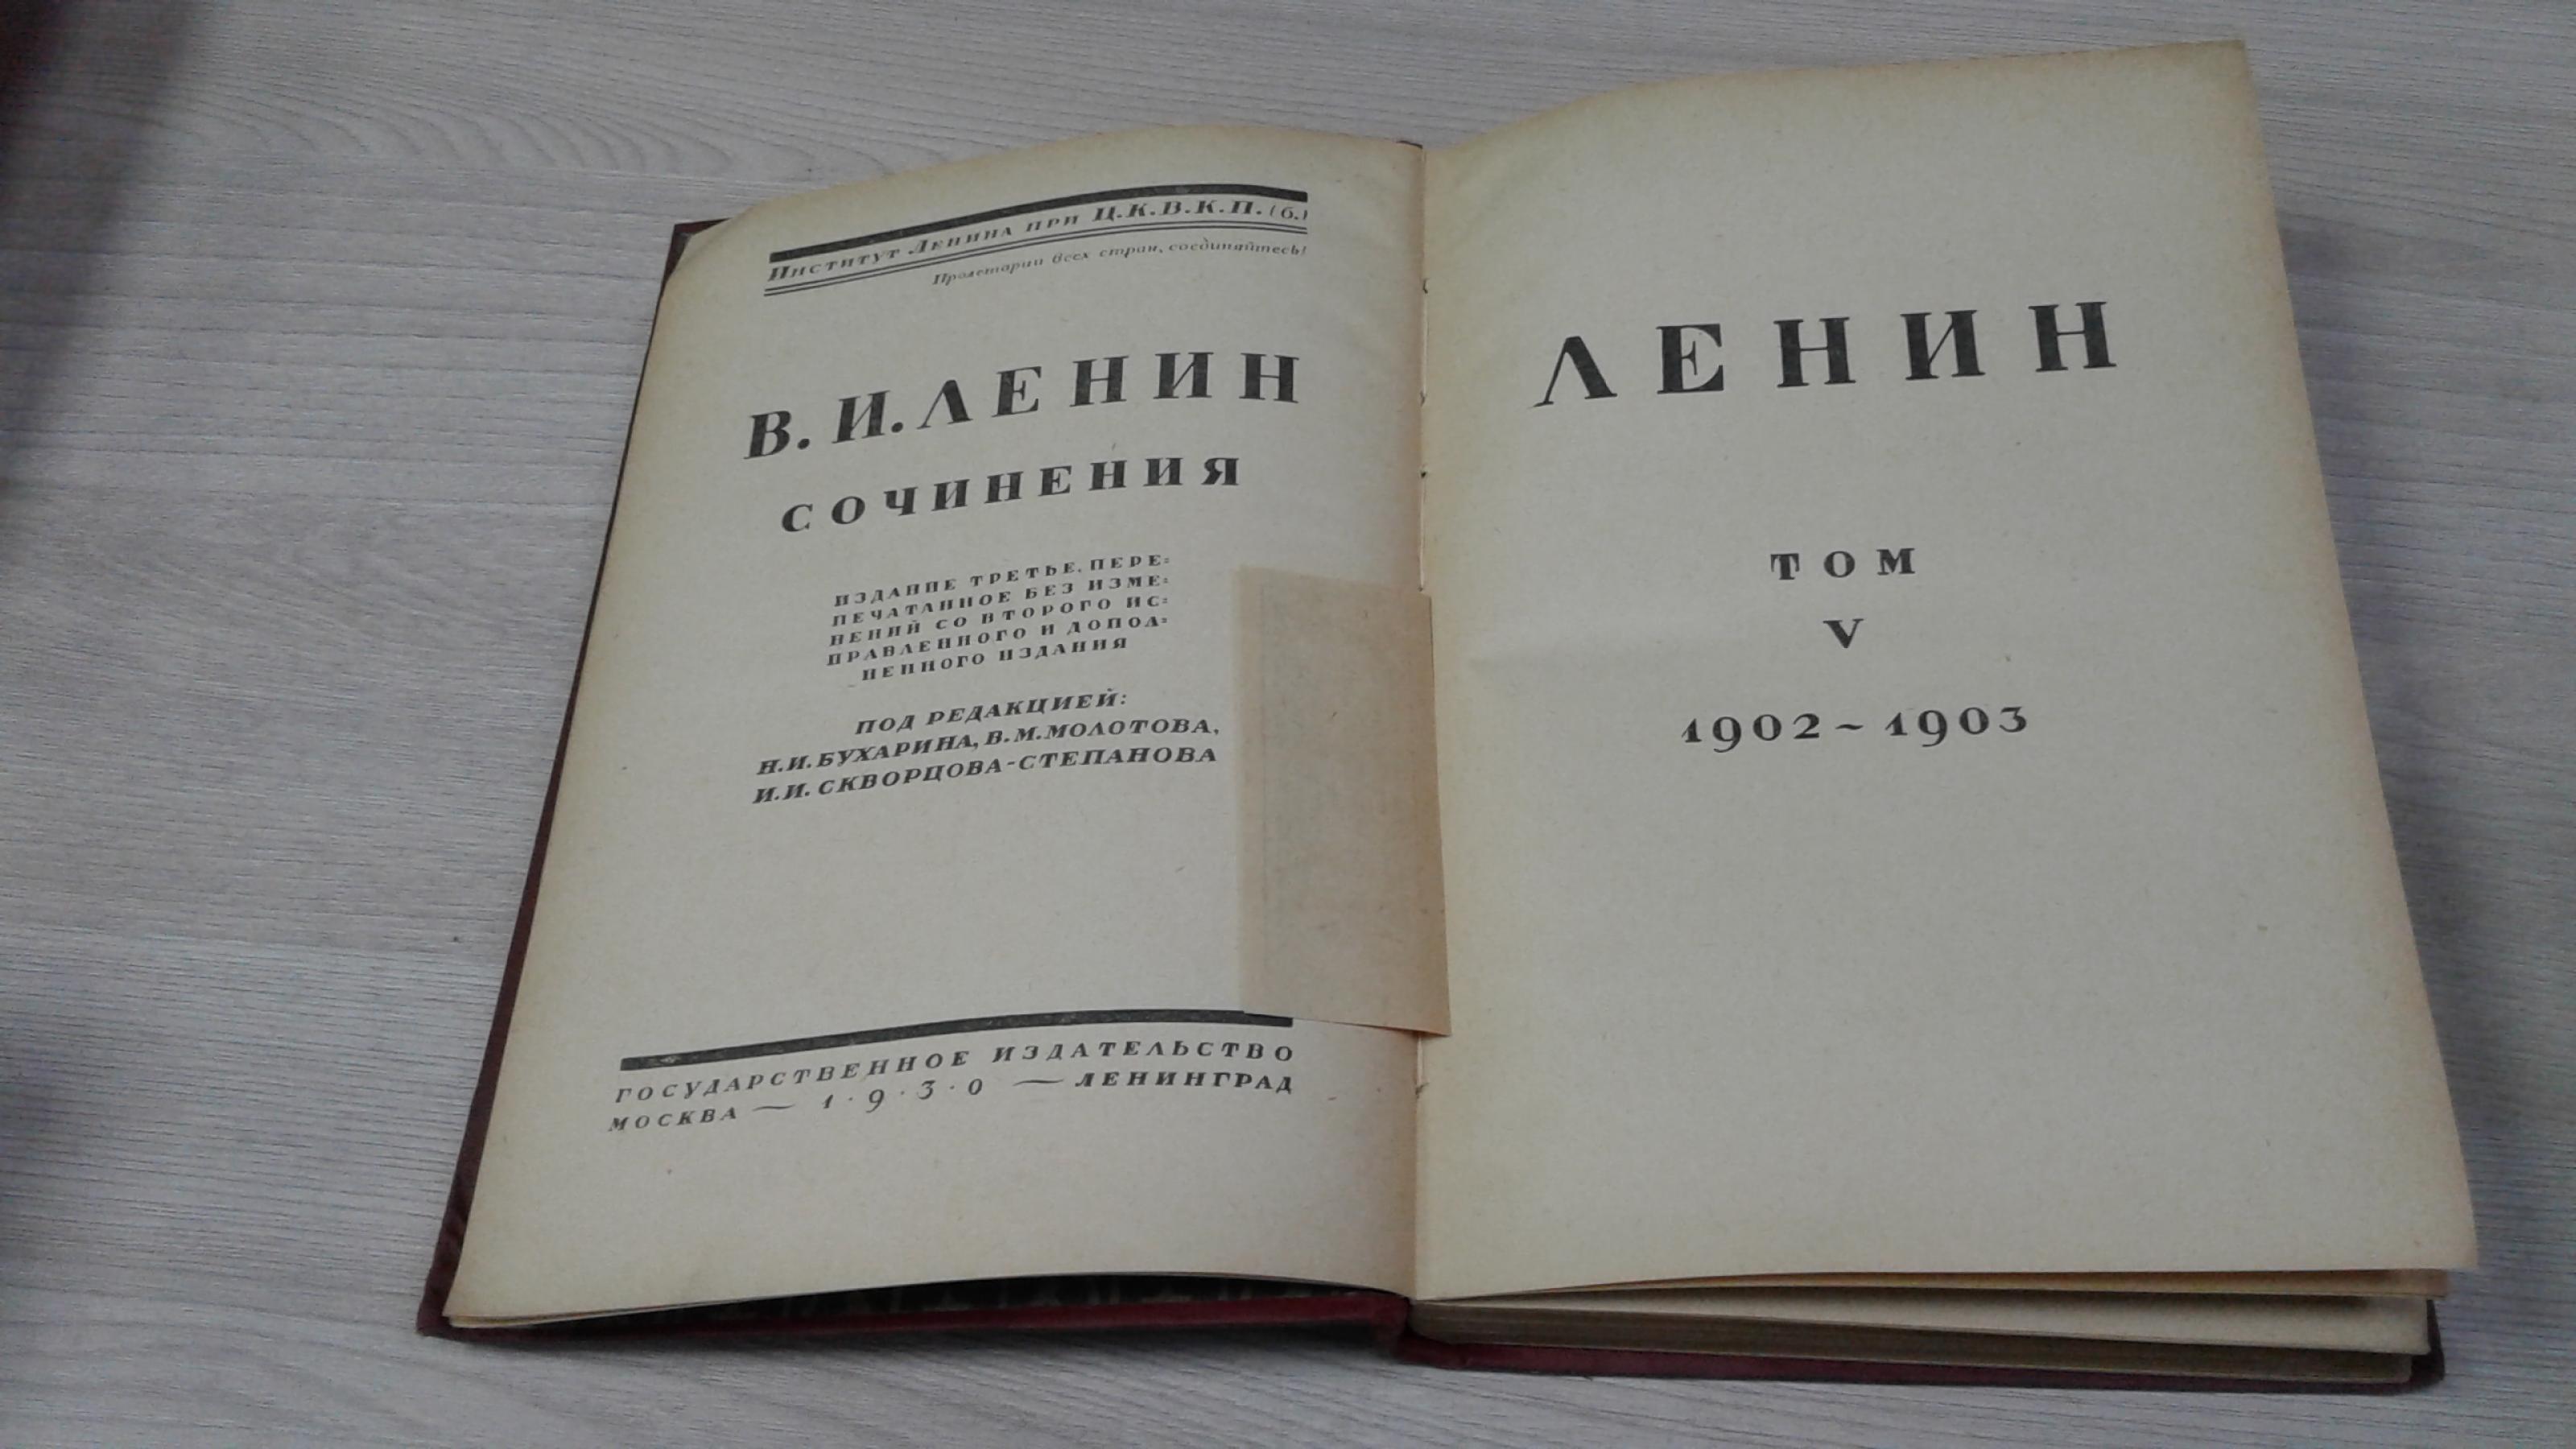 Институт Ленина при Ц.К.В.К.П.(б.)
Пролетарии всех стран, соединяйтесь!
В. И. ЛЕНИН
СОЧИНЕНИЯ
ИЗДАНИЕ ТРЕТЬЕ, ПЕРЕ-
ПЕЧАТАННОЕ БЕЗ ИЗМЕ-
НЕНИЙ СО ВТОРОГО ИС-
ПРАВЛЕННОГО И ДОПОЛ-
НЕННОГО ИЗДАНИЯ
ПОД РЕДАКЦИЕЙ:
Н.И. БУХАРИНА, В.М. МОЛОТОВА,
И.И. СКВОРЦОВА-СТЕПАНОВА
ГОСУДАРСТВЕННОЕ ИЗДАТЕЛЬСТВО
МОСКВА — 1·9·3·0 — ЛЕНИНГРАД
ЛЕНИН
ТОМ
V
1902 ~ 1903